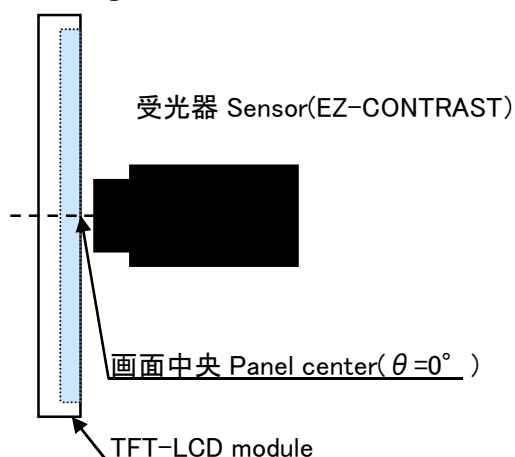 受光器 Sensor(EZ-CONTRAST)
画面中央 Panel center(θ=0°)
TFT-LCD module